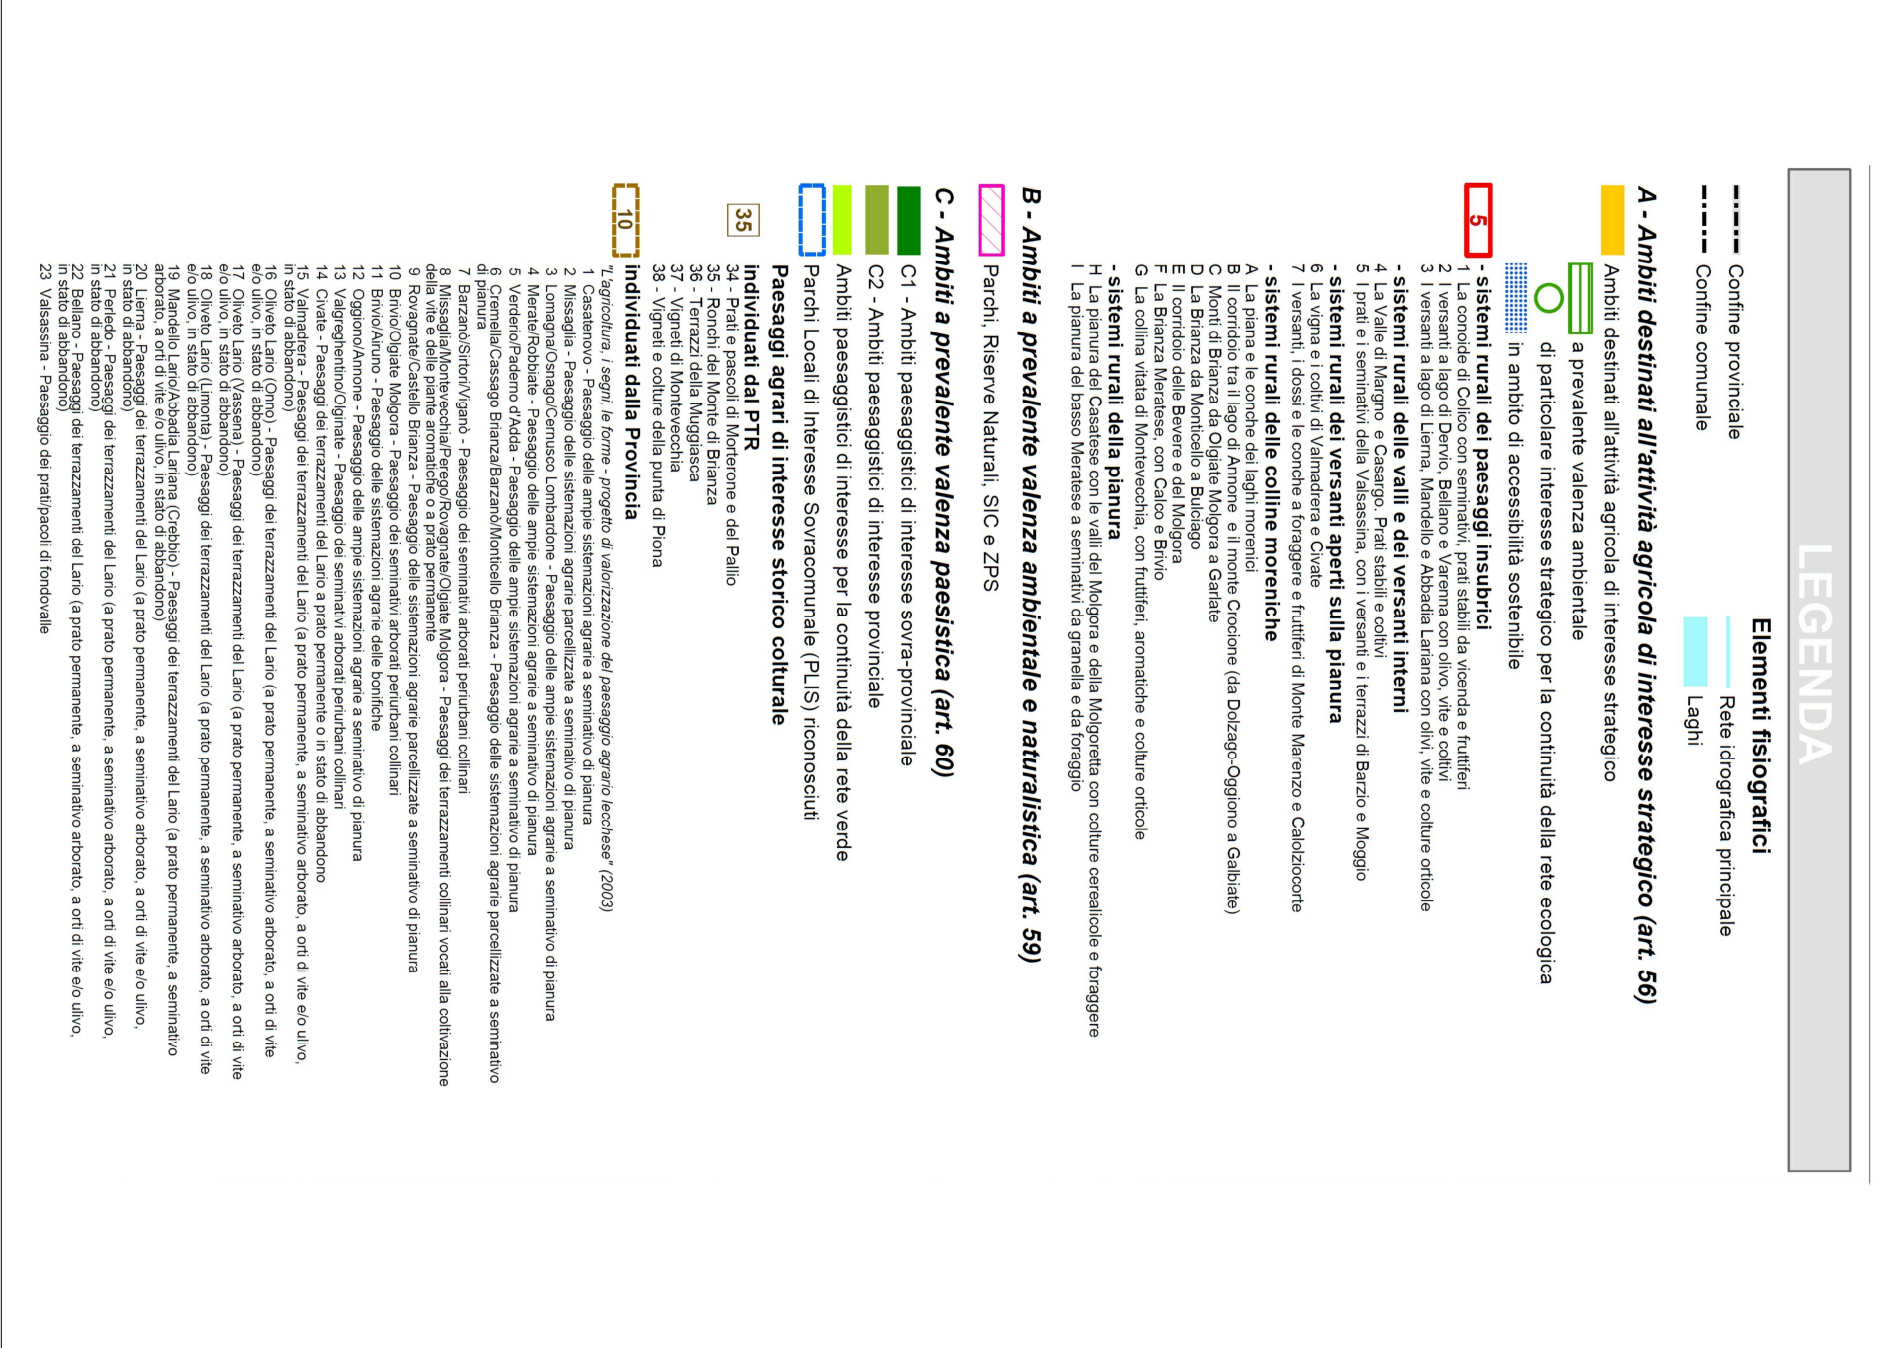 LEGENDA
Elementi fisiografici
Confine provinciale
Rete idrografica principale
Confine comunale
Laghi
A - Ambiti destinati all'attività agricola di interesse strategico (art. 56)
Ambiti destinati all'attività agricola di interesse strategico
a prevalente valenza ambientale
di particolare interesse strategico per la continuità della rete ecologica
in ambito di accessibilità sostenibile
5
- sistemi rurali dei paesaggi insubrici
1 La conoide di Colico con seminativi, prati stabili da vicenda e fruttiferi
2 I versanti a lago di Dervio, Bellano e Varenna con olivo, vite e coltivi
3 I versanti a lago di Lierna, Mandello e Abbadia Lariana con olivi, vite e colture orticole
- sistemi rurali delle valli e dei versanti interni
4 La Valle di Margno e Casargo. Prati stabili e coltivi
5 I prati e i seminativi della Valsassina, con i versanti e i terrazzi di Barzio e Moggio
- sistemi rurali dei versanti aperti sulla pianura
6 La vigna e i coltivi di Valmadrera e Civate
7 I versanti, i dossi e le conche a foraggere e fruttiferi di Monte Marenzo e Calolziocorte
- sistemi rurali delle colline moreniche
A La piana e le conche dei laghi morenici
B Il corridoio tra il lago di Annone e il monte Crocione (da Dolzago-Oggiono a Galbiate)
C Monti di Brianza da Olgiate Molgora a Garlate
D La Brianza da Monticello a Bulciago
E Il corridoio delle Bevere e del Molgora
F La Brianza Meratese, con Calco e Brivio
G La collina vitata di Montevecchia, con fruttiferi, aromatiche e colture orticole
- sistemi rurali della pianura
H La pianura del Casatese con le valli del Molgora e della Molgoretta con colture cerealicole e foraggere
I La pianura del basso Meratese a seminativi da granella e da foraggio
B - Ambiti a prevalente valenza ambientale e naturalistica (art. 59)
Parchi, Riserve Naturali, SIC e ZPS
C - Ambiti a prevalente valenza paesistica (art. 60)
C1 - Ambiti paesaggistici di interesse sovra-provinciale
C2 - Ambiti paesaggistici di interesse provinciale
Ambiti paesaggistici di interesse per la continuità della rete verde
Parchi Locali di Interesse Sovracomunale (PLIS) riconosciuti
Paesaggi agrari di interesse storico colturale
individuati dal PTR
35
34 - Prati e pascoli di Morterone e del Pallio
35 - Ronchi del Monte di Brianza
36 - Terrazzi della Muggiasca
37 - Vigneti di Montevecchia
38 - Vigneti e colture della punta di Piona
10
individuati dalla Provincia
"L'agricoltura, i segni, le forme - progetto di valorizzazione del paesaggio agrario lecchese" (2003)
1 Casatenovo - Paesaggio delle ampie sistemazioni agrarie a seminativo di pianura
2 Missaglia - Paesaggio delle sistemazioni agrarie parcellizzate a seminativo di pianura
3 Lomagna/Osnago/Cernusco Lombardone - Paesaggio delle ampie sistemazioni agrarie a seminativo di pianura
4 Merate/Robbiate - Paesaggio delle ampie sistemazioni agrarie a seminativo di pianura
5 Verderio/Paderno d'Adda - Paesaggio delle ampie sistemazioni agrarie a seminativo di pianura
6 Cremella/Cassago Brianza/Barzanò/Monticello Brianza - Paesaggio delle sistemazioni agrarie parcellizzate a seminativo
di pianura
7 Barzanò/Sirtori/Viganò - Paesaggio dei seminativi arborati periurbani collinari
8 Missaglia/Montevecchia/Perego/Rovagnate/Olgiate Molgora - Paesaggi dei terrazzamenti collinari vocati alla coltivazione
della vite e delle piante aromatiche o a prato permanente
9 Rovagnate/Castello Brianza - Paesaggio delle sistemazioni agrarie parcellizzate a seminativo di pianura
10 Brivio/Olgiate Molgora - Paesaggio dei seminativi arborati periurbani collinari
11 Brivio/Airuno - Paesaggio delle sistemazioni agrarie delle bonifiche
12 Oggiono/Annone - Paesaggio delle ampie sistemazioni agrarie a seminativo di pianura
13 Valgreghentino/Olginate - Paesaggio dei seminativi arborati periurbani collinari
14 Civate - Paesaggi dei terrazzamenti del Lario a prato permanente o in stato di abbandono
15 Valmadrera - Paesaggi dei terrazzamenti del Lario (a prato permanente, a seminativo arborato, a orti di vite e/o ulivo,
in stato di abbandono)
16 Oliveto Lario (Onno) - Paesaggi dei terrazzamenti del Lario (a prato permanente, a seminativo arborato, a orti di vite
e/o ulivo, in stato di abbandono)
17 Oliveto Lario (Vassena) - Paesaggi dei terrazzamenti del Lario (a prato permanente, a seminativo arborato, a orti di vite
e/o ulivo, in stato di abbandono)
18 Oliveto Lario (Limonta) - Paesaggi dei terrazzamenti del Lario (a prato permanente, a seminativo arborato, a orti di vite
e/o ulivo, in stato di abbandono)
19 Mandello Lario/Abbadia Lariana (Crebbio) - Paesaggi dei terrazzamenti del Lario (a prato permanente, a seminativo
arborato, a orti di vite e/o ulivo, in stato di abbandono)
20 Lierna - Paesaggi dei terrazzamenti del Lario (a prato permanente, a seminativo arborato, a orti di vite e/o ulivo,
in stato di abbandono)
21 Perledo - Paesaggi dei terrazzamenti del Lario (a prato permanente, a seminativo arborato, a orti di vite e/o ulivo,
in stato di abbandono)
22 Bellano - Paesaggi dei terrazzamenti del Lario (a prato permanente, a seminativo arborato, a orti di vite e/o ulivo,
in stato di abbandono)
23 Valsassina - Paesaggio dei prati/pacoli di fondovalle